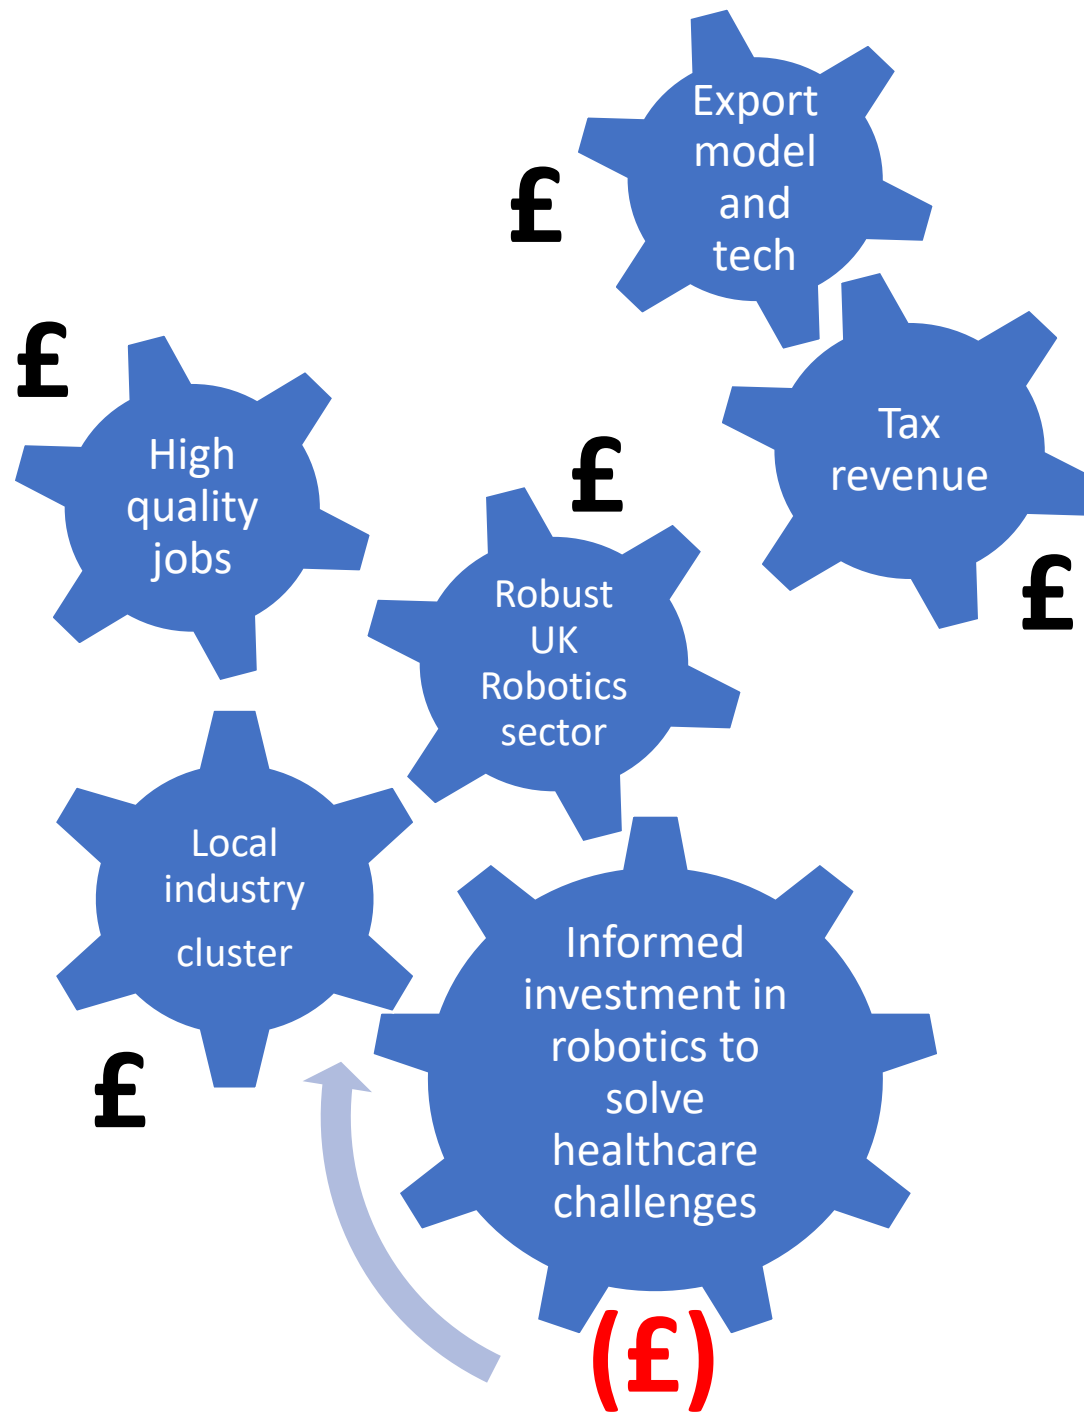 Export
model
and
tech
£
£
High
quality
jobs
Tax
revenue
£
£
Robust
UK
Robotics
sector
Local
industry
cluster
£
Informed
investment in
robotics to
solve
healthcare
challenges
(£)